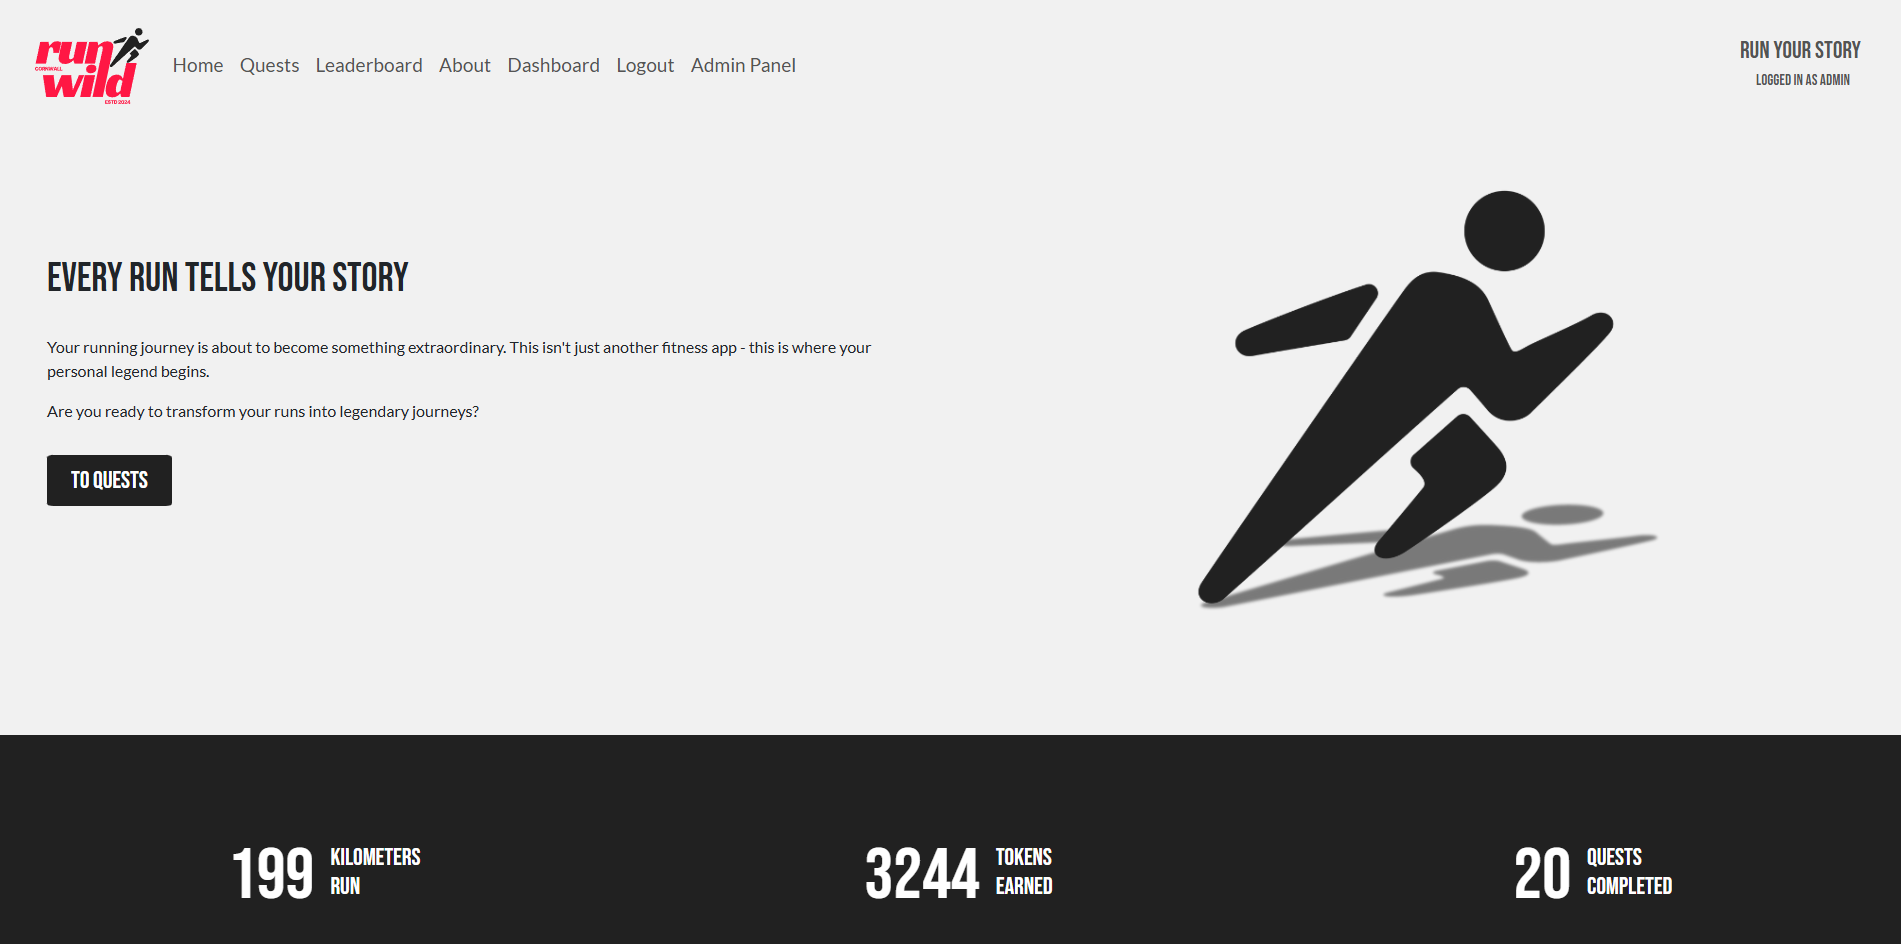 run
CORNWALL
wild
ESTD 2024
Home Quests Leaderboard About Dashboard Logout Admin Panel
RUN YOUR STORY
LOGGED IN AS ADMIN
EVERY RUN TELLS YOUR STORY
Your running journey is about to become something extraordinary. This isn't just another fitness app - this is where your
personal legend begins.
Are you ready to transform your runs into legendary journeys?
TO QUESTS
199 KILOMETERS
RUN
3244 TOKENS
EARNED
20 QUESTS
COMPLETED